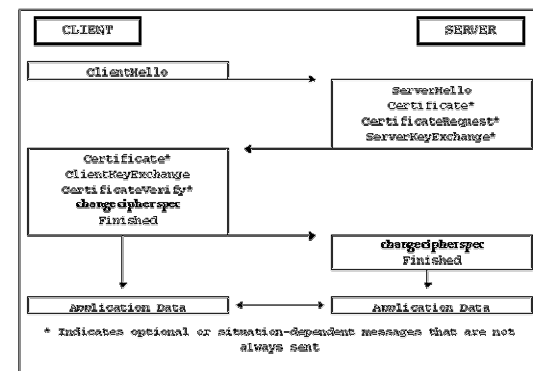 CLIENT
SERVER
ClientHello
ServerHello
Certificate*
CertificateRequest*
ServerKeyExchange*
Certificate*
ClientKeyExchange
CertificateVerify*
changecipherspec
Finished
changecipherspec
Finished
Application Data
Application Data
* Indicates optional or situation-dependent messages that are not
always sent